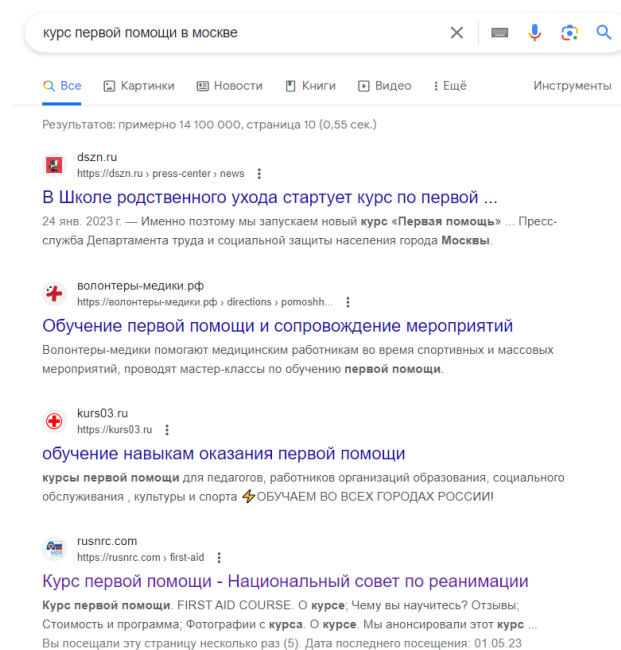 курс первой помощи в москве
Все Картинки Новости Книги Видео Ещё Инструменты
Результатов: примерно 14 100 000, страница 10 (0,55 сек.)
dszn.ru
https://dszn.ru › press-center › news
В Школе родственного ухода стартует курс по первой ...
24 янв. 2023 г. — Именно поэтому мы запускаем новый курс «Первая помощь» ... Пресс-
служба Департамента труда и социальной защиты населения города Москвы.
волонтеры-медики.рф
https://волонтеры-медики.рф › directions › pomoshh...
Обучение первой помощи и сопровождение мероприятий
Волонтеры-медики помогают медицинским работникам во время спортивных и массовых
мероприятий, проводят мастер-классы по обучению первой помощи.
kurs03.ru
https://kurs03.ru
обучение навыкам оказания первой помощи
курсы первой помощи для педагогов, работников организаций образования, социального
обслуживания , культуры и спорта ⚡ОБУЧАЕМ ВО ВСЕХ ГОРОДАХ РОССИИ!
rusnrc.com
https://rusnrc.com › first-aid
Курс первой помощи - Национальный совет по реанимации
Курс первой помощи. FIRST AID COURSE. О курсе; Чему вы научитесь? Отзывы;
Стоимость и программа; Фотографии с курса. О курсе. Мы анонсировали этот курс ...
Вы посещали эту страницу несколько раз (5). Дата последнего посещения: 01.05.23